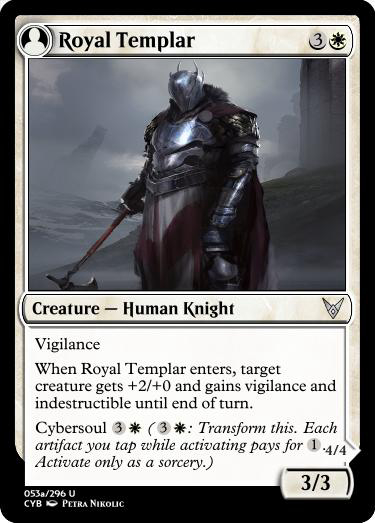 Royal Templar 3
Creature — Human Knight
Vigilance
When Royal Templar enters, target
creature gets +2/+0 and gains vigilance and
indestructible until end of turn.
Cybersoul 3 ( 3 : Transform this. Each
artifact you tap while activating pays for 1 .
Activate only as a sorcery.)
4/4
3/3
053a/296 U
CYB Petra Nikolic